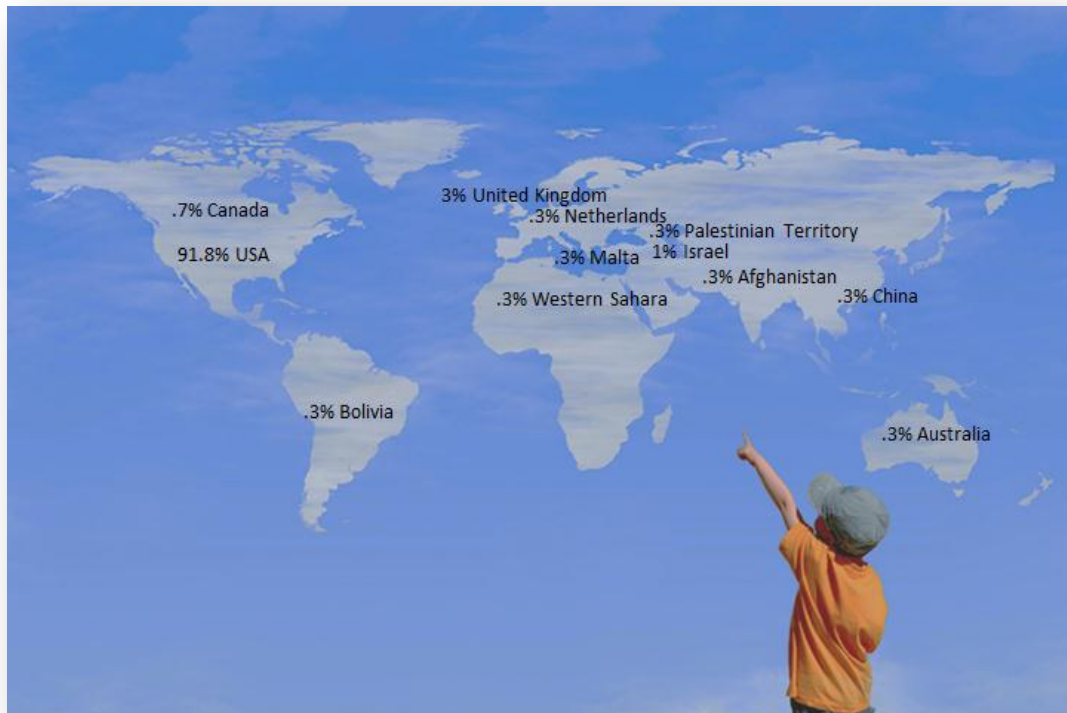 3% United Kingdom
.7% Canada
.3% Netherlands
.3% Palestinian Territory
91.8% USA
1% Israel
.3% Malta
.3% Afghanistan
.3% China
.3% Western Sahara
.3% Bolivia
.3% Australia